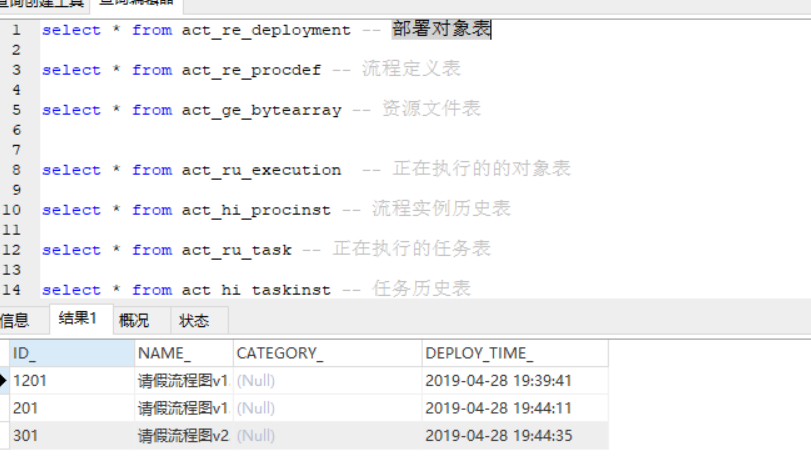 查询创建工具 查询编辑器
1 select * from act_re_deployment -- 部署对象表
2
3 select * from act_re_procdef -- 流程定义表
4
5 select * from act_ge_bytearray -- 资源文件表
6
7
8 select * from act_ru_execution -- 正在执行的的对象表
9
10 select * from act_hi_procinst -- 流程实例历史表
11
12 select * from act_ru_task -- 正在执行的任务表
13
14 select * from act_hi_taskinst -- 任务历史表
信息 结果1 概况 状态
ID_ NAME_ CATEGORY_ DEPLOY_TIME_
1201 请假流程图v1 (Null) 2019-04-28 19:39:41
201 请假流程图v1 (Null) 2019-04-28 19:44:11
301 请假流程图v2 (Null) 2019-04-28 19:44:35